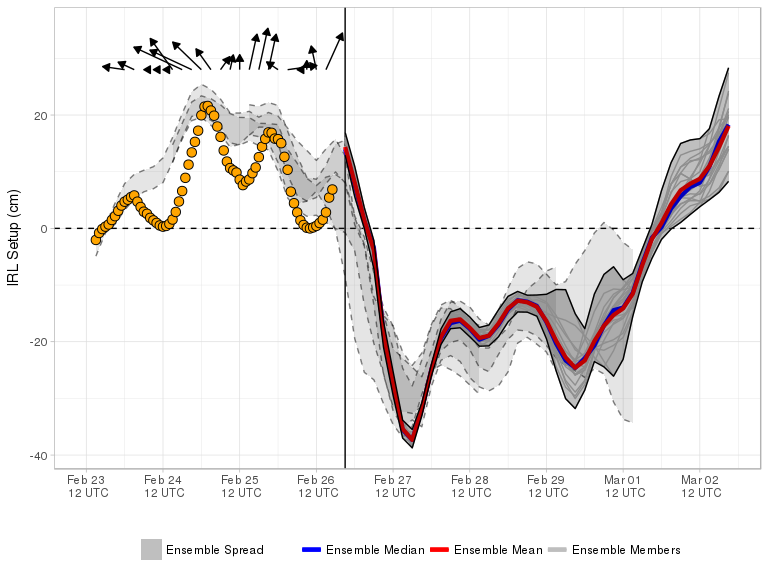 IRL Setup (cm)
20
0
-20
-40
Feb 23 Feb 24 Feb 25 Feb 26 Feb 27 Feb 28 Feb 29 Mar 01 Mar 02
12 UTC 12 UTC 12 UTC 12 UTC 12 UTC 12 UTC 12 UTC 12 UTC 12 UTC
Ensemble Spread Ensemble Median Ensemble Mean Ensemble Members